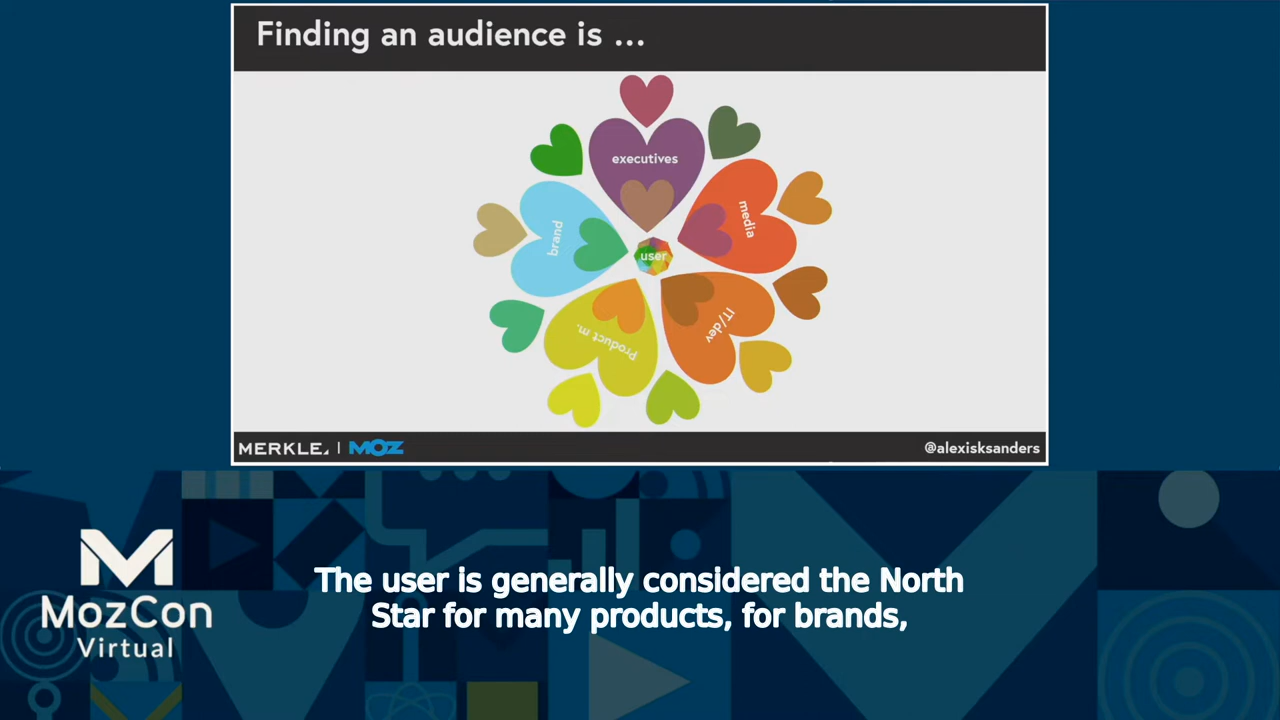 Finding an audience is ...
executives
media
brand
user
IT/dev
Product m.
MERKLE. | MOZ
@alexisksanders
M
MozCon
Virtual
The user is generally considered the North
Star for many products, for brands,